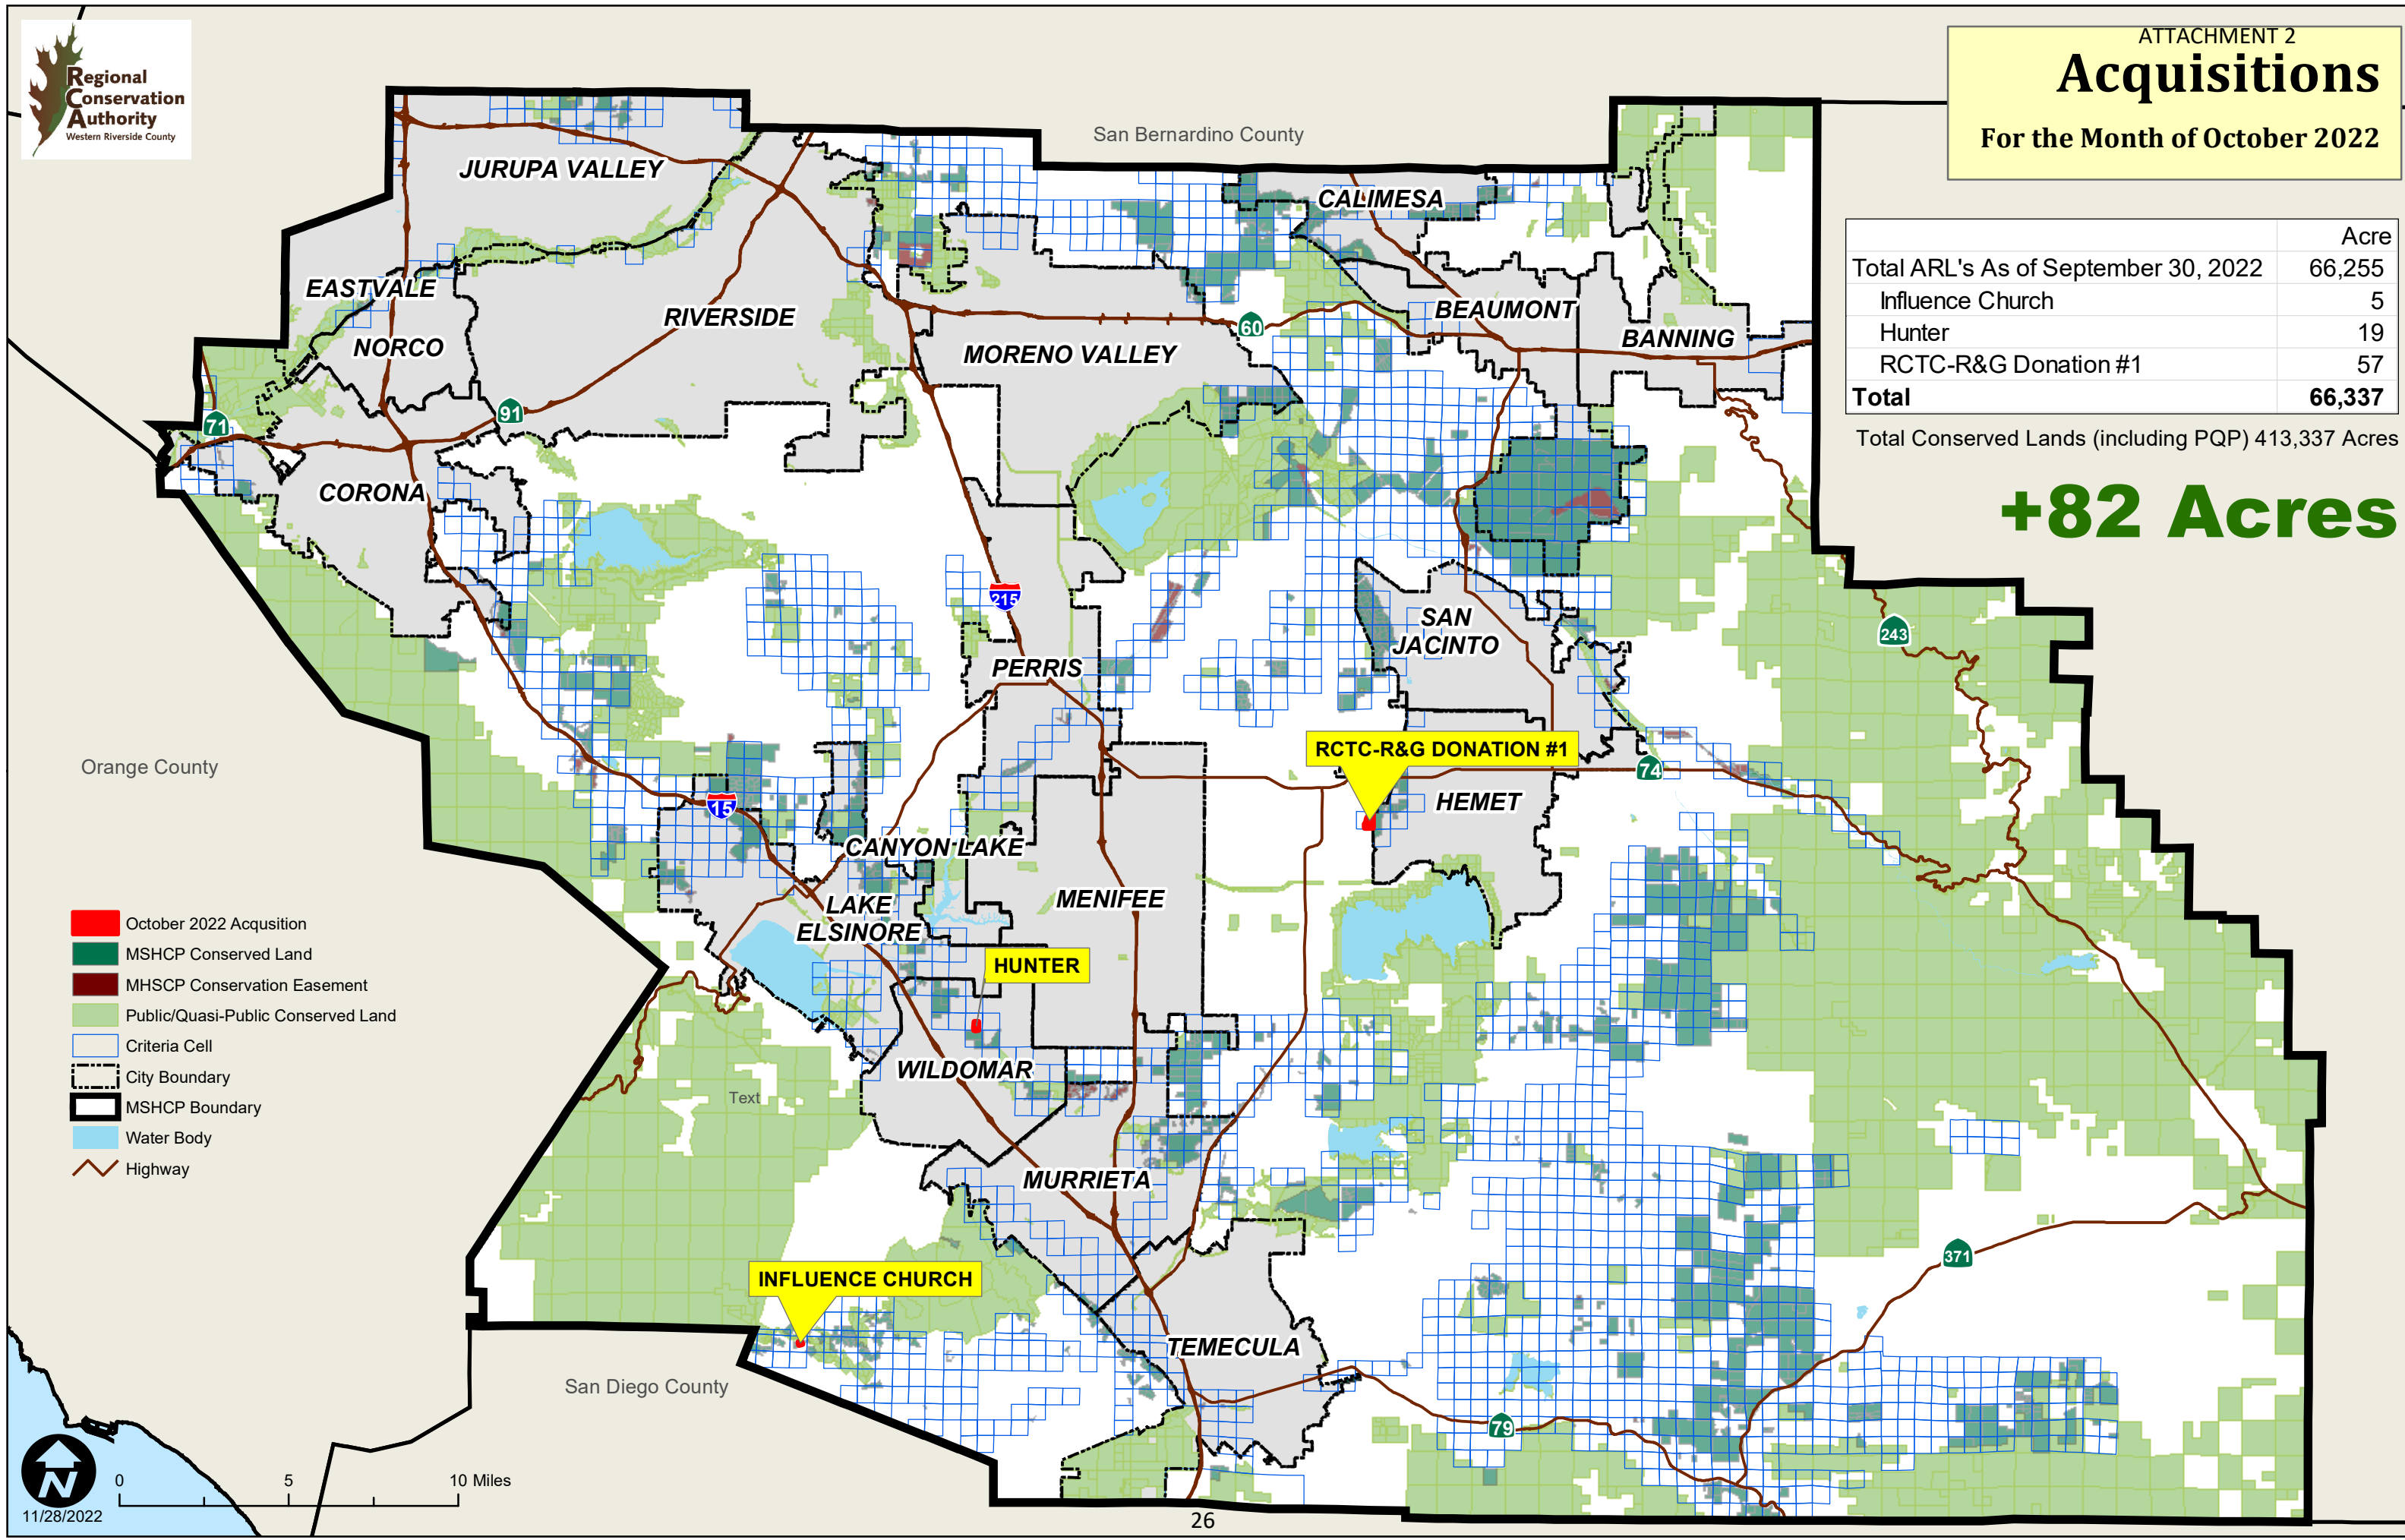 Regional
Conservation
Authority
Western Riverside County
ATTACHMENT 2
Acquisitions
For the Month of October 2022
Acre
Total ARL's As of September 30, 2022 66,255
Influence Church 5
Hunter 19
RCTC-R&G Donation #1 57
Total 66,337
Total Conserved Lands (including PQP) 413,337 Acres
+82 Acres
San Bernardino County
JURUPA VALLEY
CALIMESA
EASTVALE
RIVERSIDE
NORCO
60
BEAUMONT
BANNING
MORENO VALLEY
71
91
CORONA
215
SAN
JACINTO
243
PERRIS
Orange County
RCTC-R&G DONATION #1
74
15
HEMET
CANYON LAKE
LAKE
ELSINORE
MENIFEE
HUNTER
WILDOMAR
Text
MURRIETA
INFLUENCE CHURCH
371
TEMECULA
San Diego County
79
October 2022 Acqusition
MSHCP Conserved Land
MHSCP Conservation Easement
Public/Quasi-Public Conserved Land
Criteria Cell
City Boundary
MSHCP Boundary
Water Body
Highway
N
11/28/2022
0 5 10 Miles
26